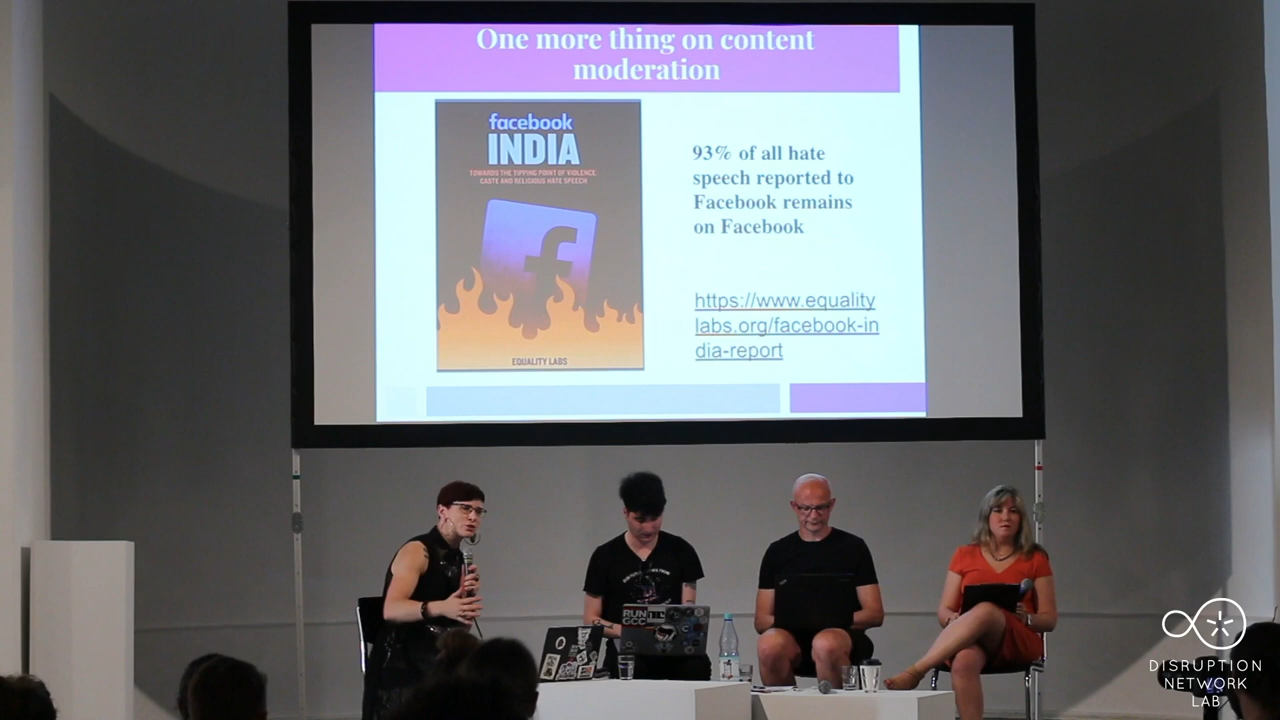 One more thing on content
moderation
facebook
INDIA
TOWARDS THE TIPPING POINT OF VIOLENCE
CASTE AND RELIGIOUS HATE SPEECH
EQUALITY LABS
93% of all hate
speech reported to
Facebook remains
on Facebook
https://www.equality
labs.org/facebook-in
dia-report
RUN
GCC
DISRUPTION
NETWORK
LAB